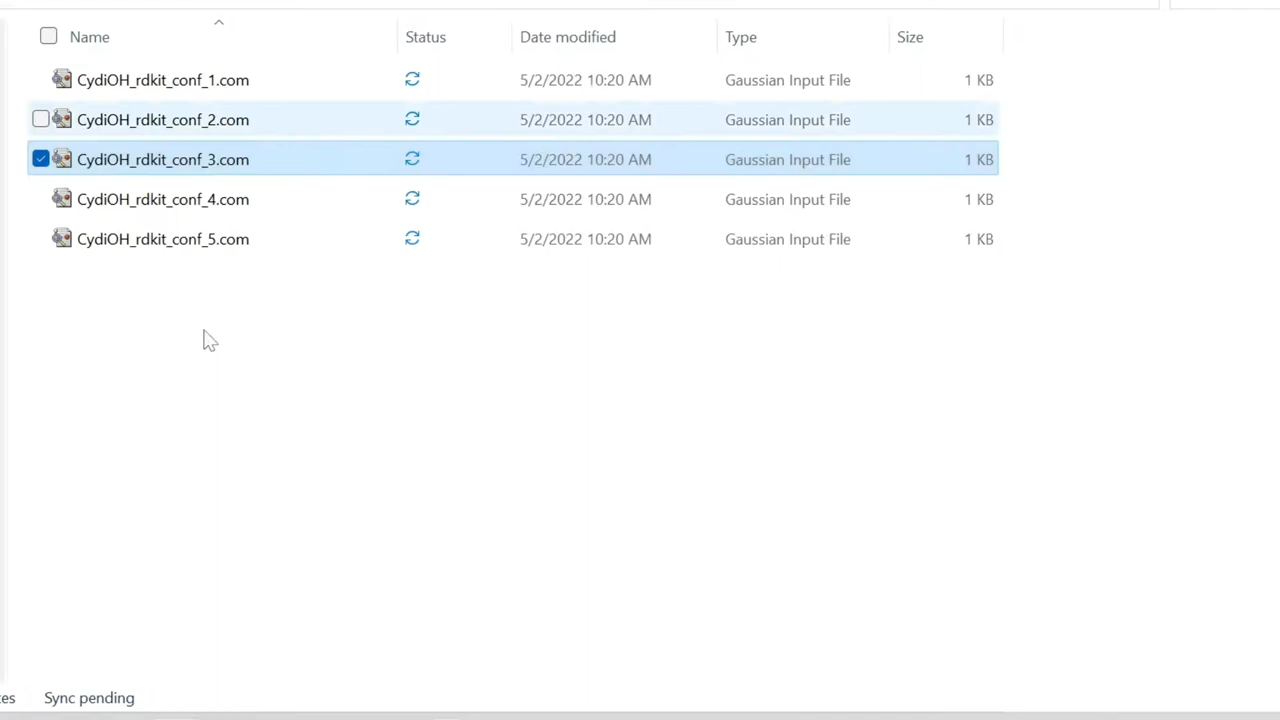 Name Status Date modified Type Size
CydiOH_rdkit_conf_1.com 5/2/2022 10:20 AM Gaussian Input File 1 KB
CydiOH_rdkit_conf_2.com 5/2/2022 10:20 AM Gaussian Input File 1 KB
CydiOH_rdkit_conf_3.com 5/2/2022 10:20 AM Gaussian Input File 1 KB
CydiOH_rdkit_conf_4.com 5/2/2022 10:20 AM Gaussian Input File 1 KB
CydiOH_rdkit_conf_5.com 5/2/2022 10:20 AM Gaussian Input File 1 KB
Sync pending